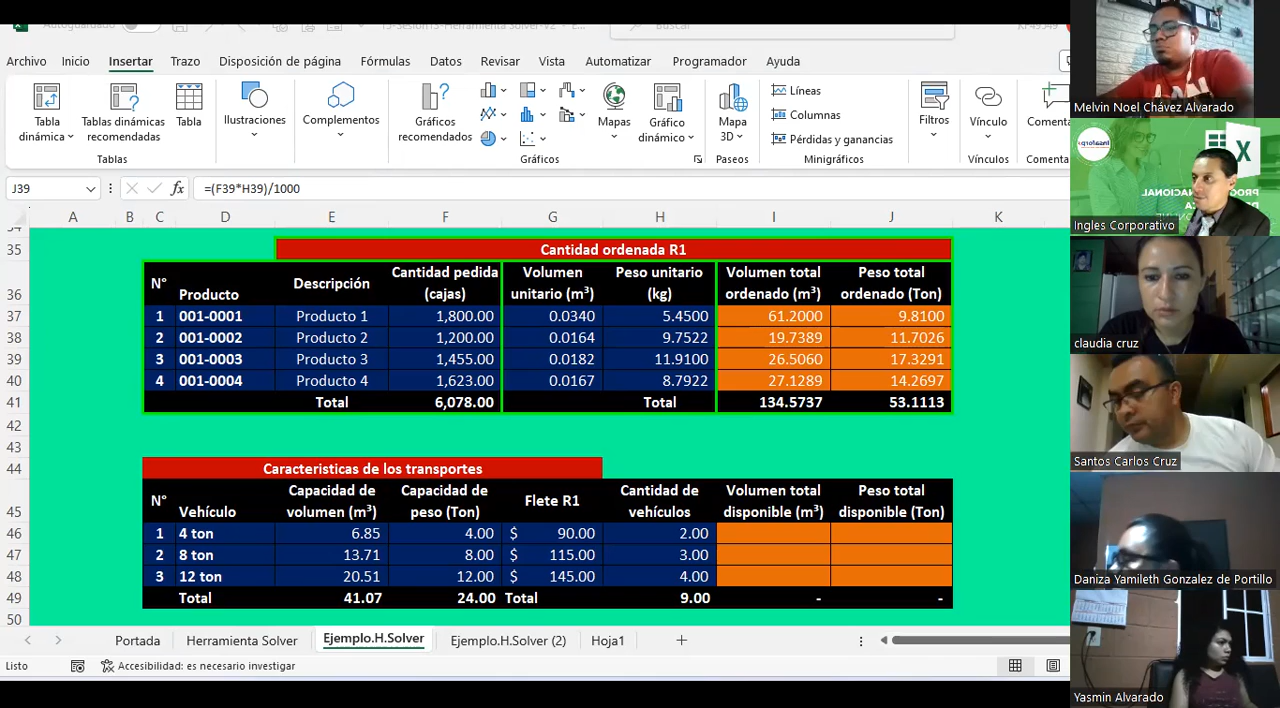 Autoguardado
15-Sesion15-Herramienta Solver-V2 - E...
Buscar
Archivo Inicio Insertar Trazo Disposición de página Fórmulas Datos Revisar Vista Automatizar Programador Ayuda
Tabla dinámica
Tablas dinámicas recomendadas
Tabla
Tablas
Ilustraciones
Complementos
Gráficos recomendados
Mapas
Gráfico dinámico
Gráficos
Mapa 3D
Paseos
Líneas
Columnas
Pérdidas y ganancias
Minigráficos
Filtros
Vínculo
Vínculos
Comenta
J39 fx =(F39*H39)/1000
A B C D E F G H I J K
35 Cantidad ordenada R1
36 N° Producto Descripción Cantidad pedida (cajas) Volumen unitario (m³) Peso unitario (kg) Volumen total ordenado (m³) Peso total ordenado (Ton)
37 1 001-0001 Producto 1 1,800.00 0.0340 5.4500 61.2000 9.8100
38 2 001-0002 Producto 2 1,200.00 0.0164 9.7522 19.7389 11.7026
39 3 001-0003 Producto 3 1,455.00 0.0182 11.9100 26.5060 17.3291
40 4 001-0004 Producto 4 1,623.00 0.0167 8.7922 27.1289 14.2697
41 Total 6,078.00 Total 134.5737 53.1113
42
43
44 Caracteristicas de los transportes
45 N° Vehículo Capacidad de volumen (m³) Capacidad de peso (Ton) Flete R1 Cantidad de vehículos Volumen total disponible (m³) Peso total disponible (Ton)
46 1 4 ton 6.85 4.00 $ 90.00 2.00
47 2 8 ton 13.71 8.00 $ 115.00 3.00
48 3 12 ton 20.51 12.00 $ 145.00 4.00
49 Total 41.07 24.00 Total 9.00 - -
50
Portada Herramienta Solver Ejemplo.H.Solver Ejemplo.H.Solver (2) Hoja1
Listo Accesibilidad: es necesario investigar
Melvin Noel Chávez Alvarado
Ingles Corporativo
claudia cruz
Santos Carlos Cruz
Daniza Yamileth Gonzalez de Portillo
Yasmin Alvarado